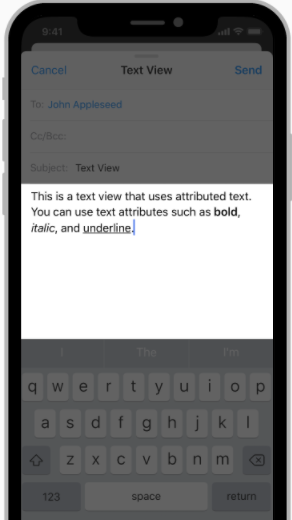 9:41
Cancel Text View Send
To: John Appleseed
Cc/Bcc:
Subject: Text View
This is a text view that uses attributed text.
You can use text attributes such as bold,
italic, and underline.
I The I'm
q w e r t y u i o p
a s d f g h j k l
z x c v b n m
123 space return